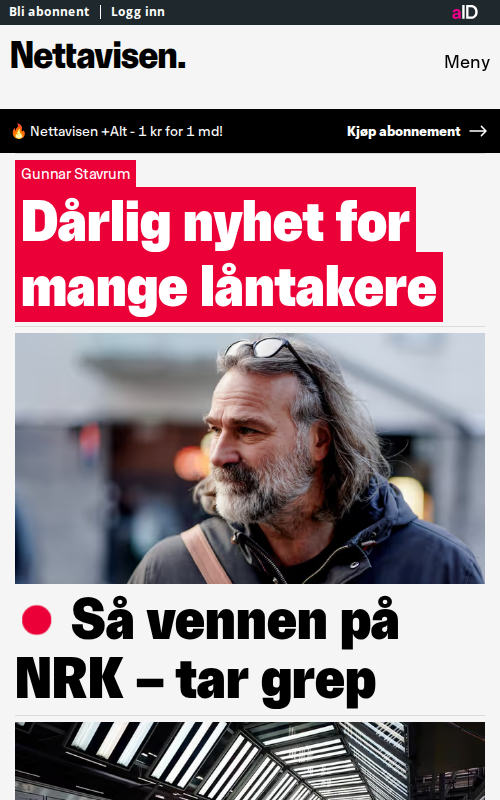 Bli abonnent | Logg inn
aID
Nettavisen.
Meny
Nettavisen +Alt - 1 kr for 1 md!
Kjøp abonnement
Gunnar Stavrum
Dårlig nyhet for
mange låntakere
Så vennen på
NRK – tar grep